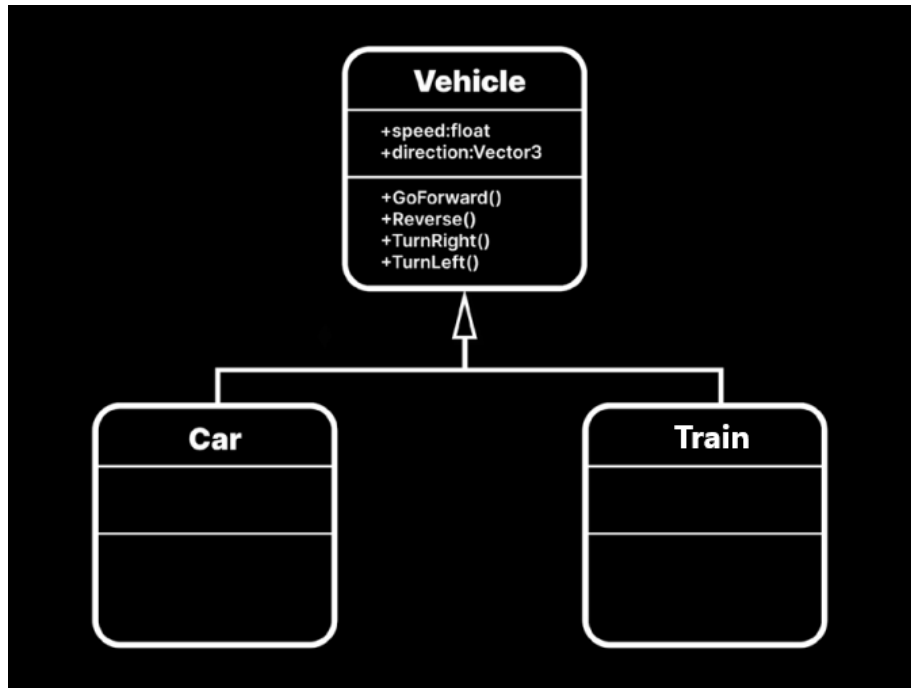 Vehicle
+speed:float
+direction:Vector3
+GoForward()
+Reverse()
+TurnRight()
+TurnLeft()
Car
Train